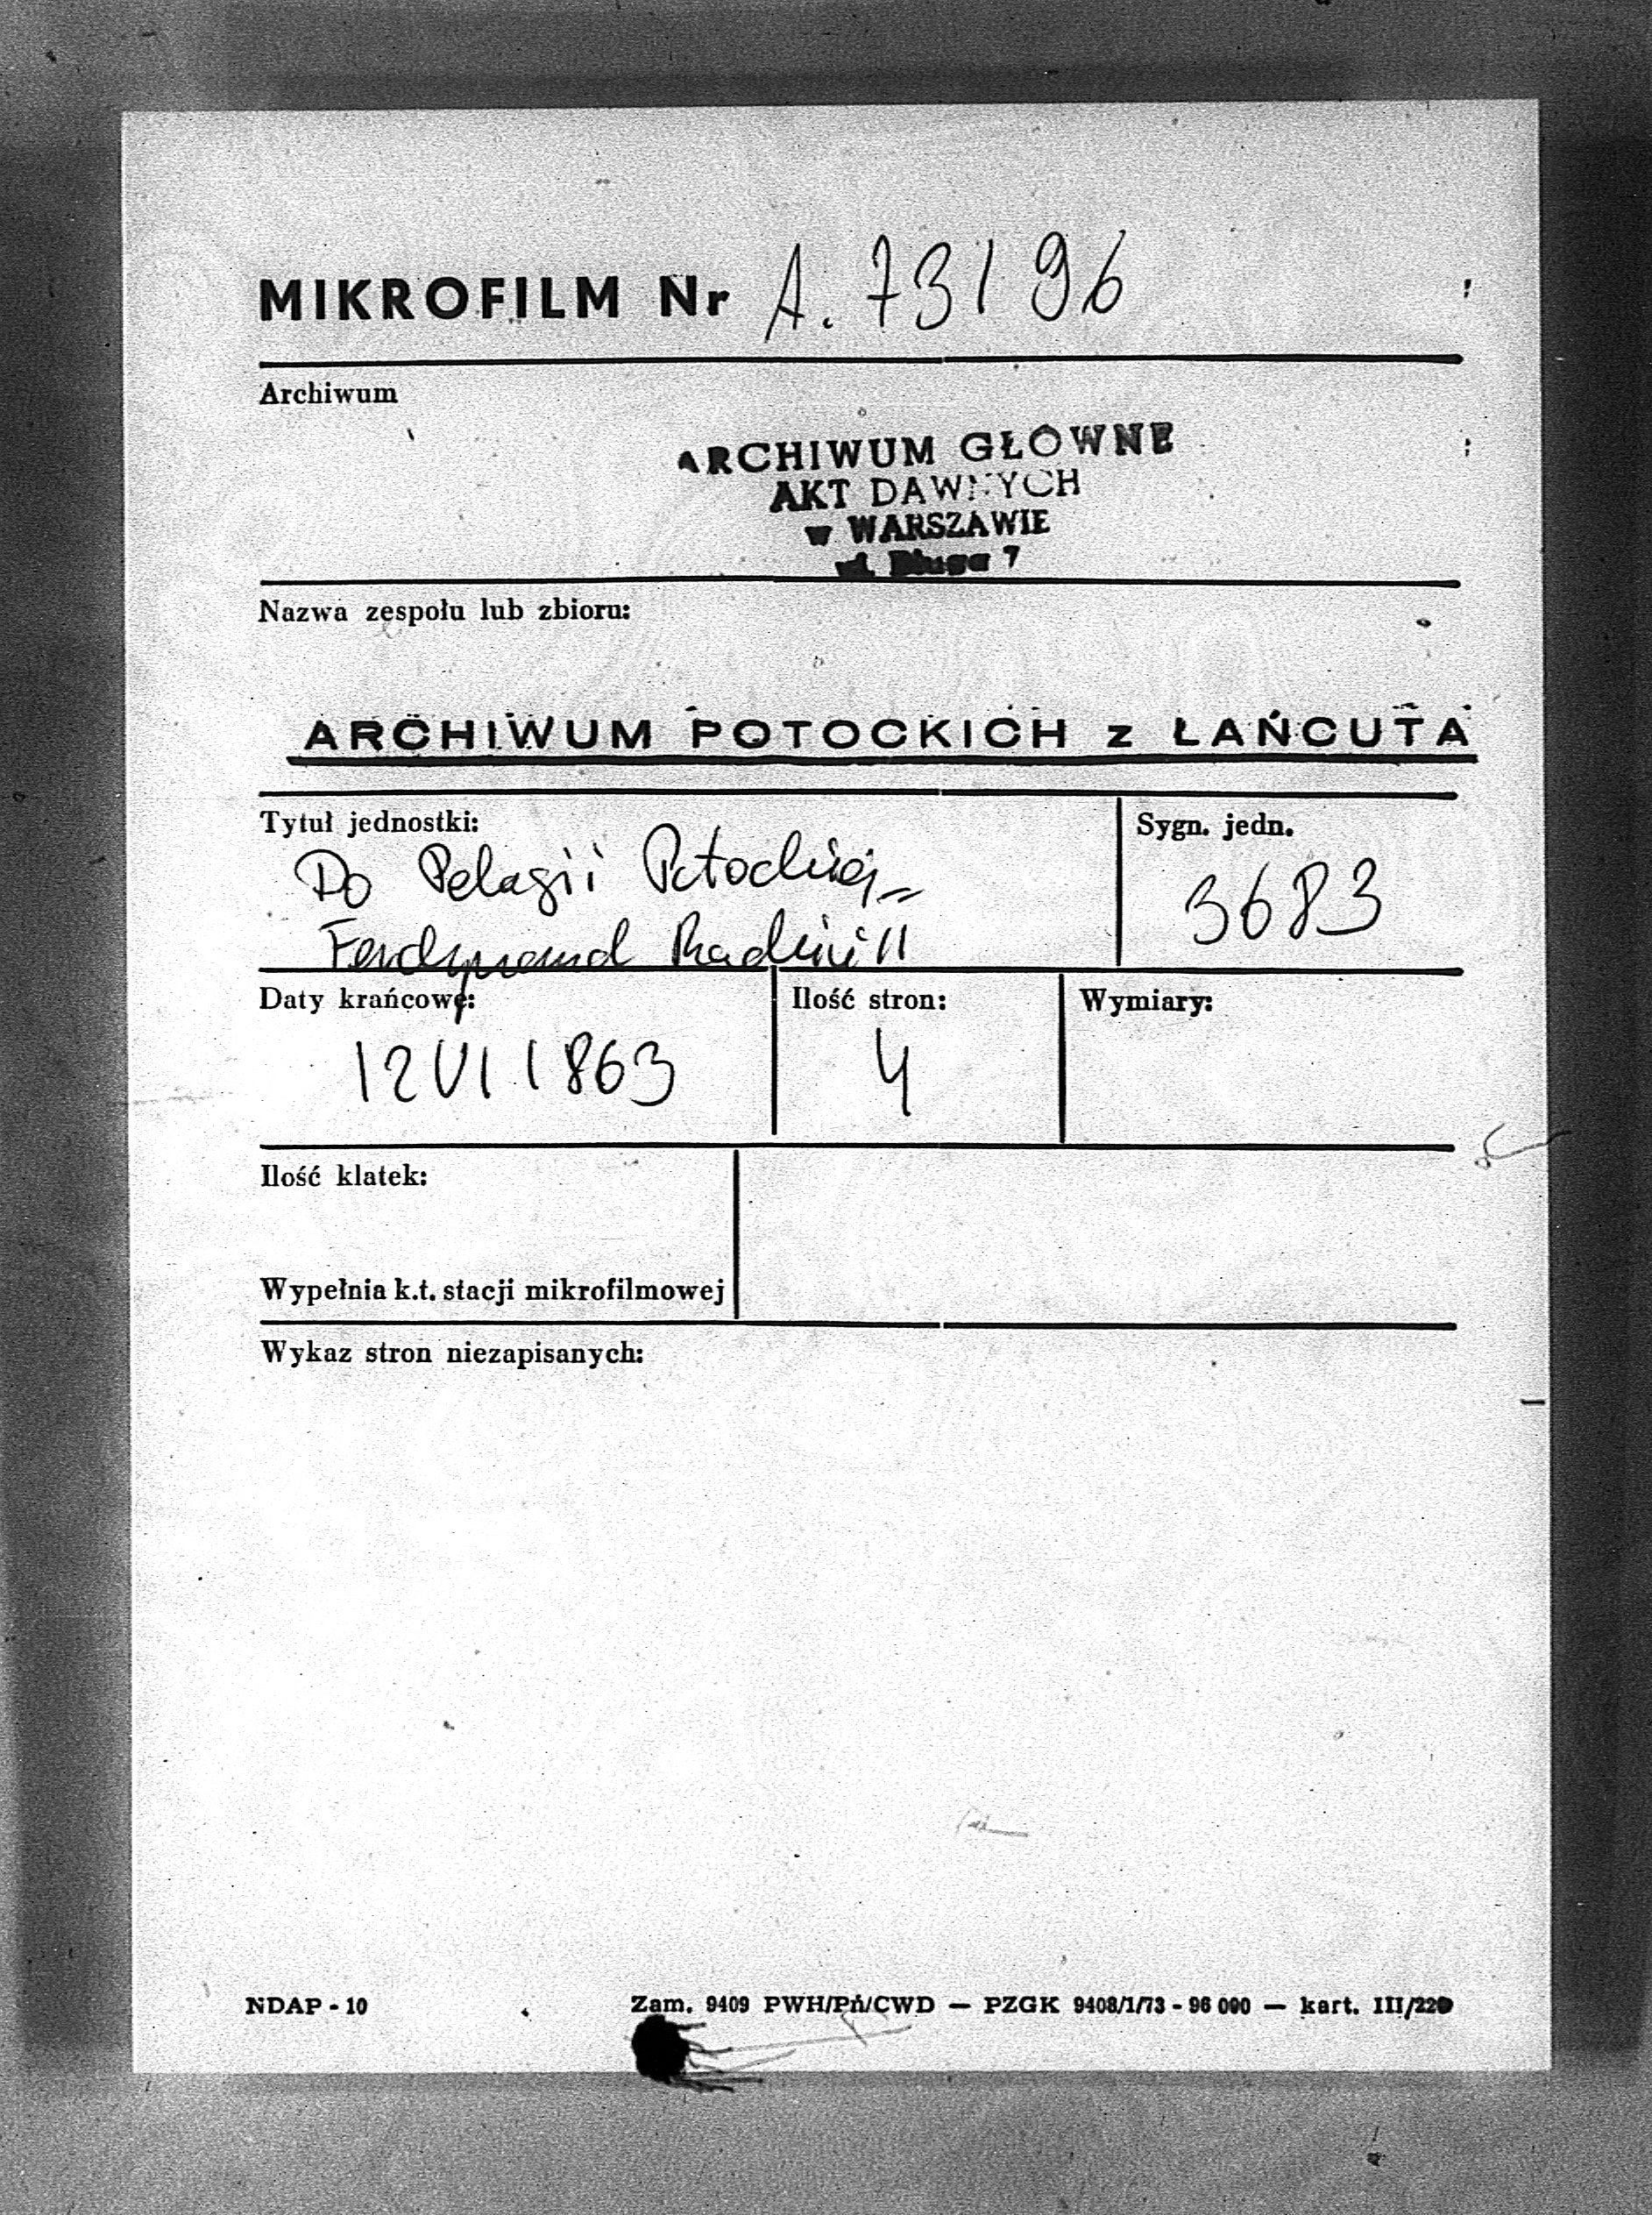 MIKROFILM Nr A. 73196
Archiwum
ARCHIWUM GŁÓWNE
AKT DAWNYCH
w WARSZAWIE
ul. Długa 7
Nazwa zespołu lub zbioru:
ARCHIWUM POTOCKICH z ŁAŃCUTA
Tytuł jednostki:
Do Pelagii Potockiej –
Ferdynand Radziwiłł
Sygn. jedn.
3683
Daty krańcowe:
12 VI 1863
Ilość stron:
4
Wymiary:
Ilość klatek:
Wypełnia k.t. stacji mikrofilmowej
Wykaz stron niezapisanych:
NDAP - 10
Zam. 9409 PWH/Pń/CWD — PZGK 9408/1/73 - 96 000 — kart. III/220